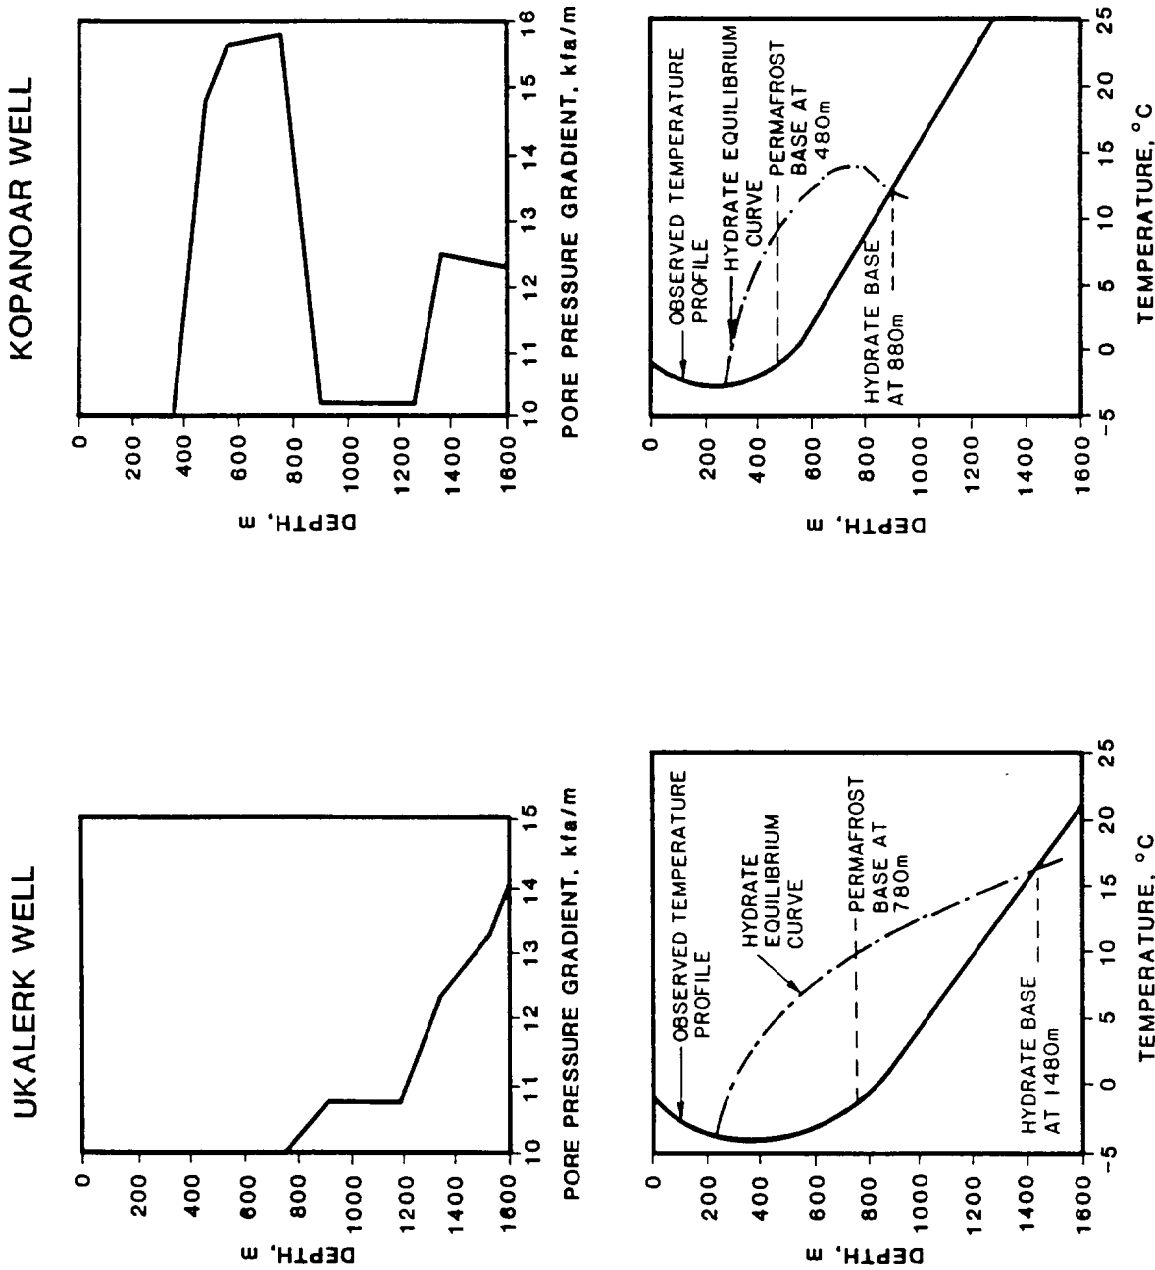 UKALERK WELL
DEPTH, m
0
200
400
600
800
1000
1200
1400
1600
10
11
12
13
14
15
PORE PRESSURE GRADIENT, kfa/m
KOPANOAR WELL
DEPTH, m
0
200
400
600
800
1000
1200
1400
1600
10
11
12
13
14
15
16
PORE PRESSURE GRADIENT, kfa/m
DEPTH, m
0
200
400
600
800
1000
1200
1400
1600
OBSERVED TEMPERATURE
PROFILE
HYDRATE
EQUILIBRIUM
CURVE
PERMAFROST
BASE AT
780m
HYDRATE BASE
AT 1480m
-5
0
5
10
15
20
25
TEMPERATURE, °C
DEPTH, m
0
200
400
600
800
1000
1200
1400
1600
OBSERVED TEMPERATURE
PROFILE
HYDRATE EQUILIBRIUM
CURVE
PERMAFROST
BASE AT
480m
HYDRATE BASE
AT 880m
-5
0
5
10
15
20
25
TEMPERATURE, °C